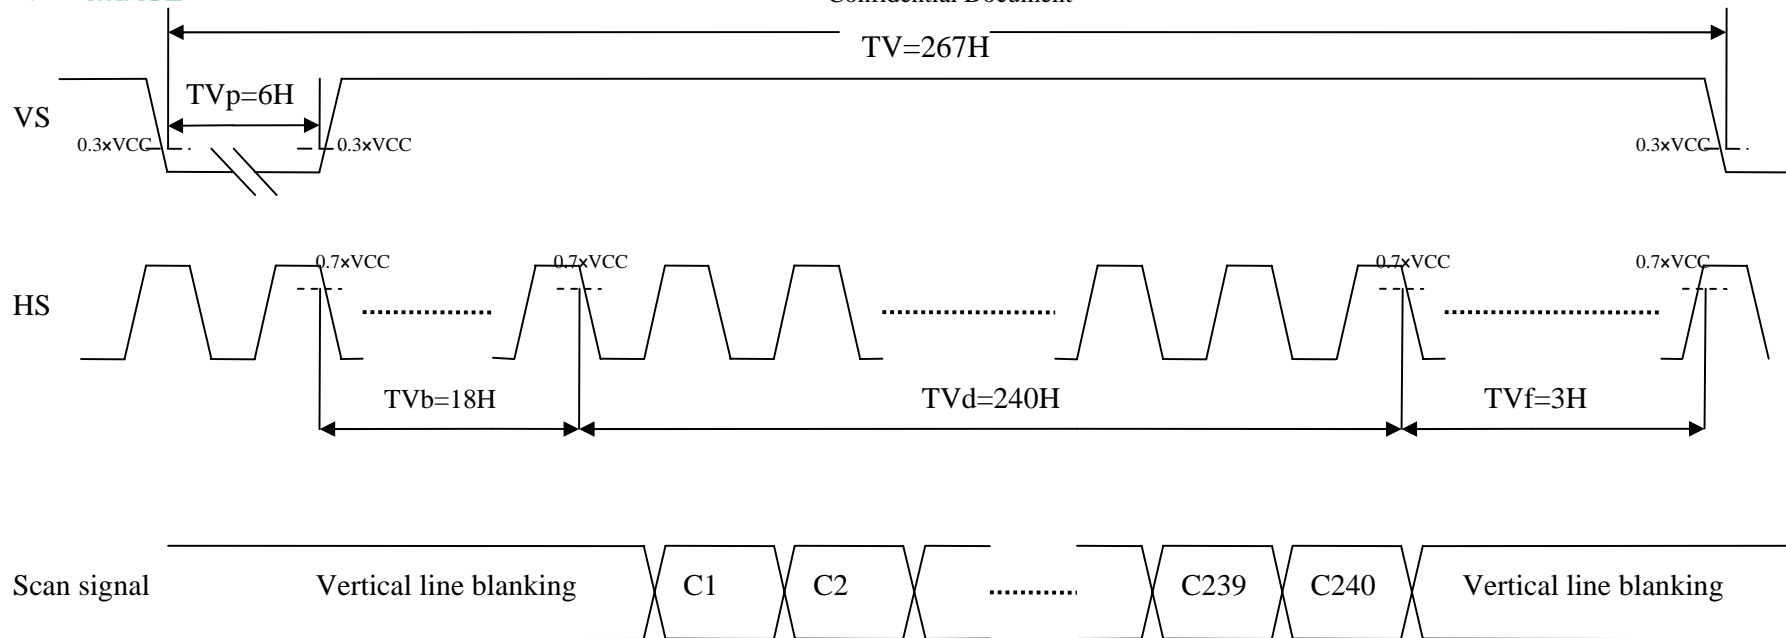 Confidential Document
TV=267H
TVp=6H
VS
0.3×VCC
0.3×VCC
0.3×VCC
0.7×VCC
0.7×VCC
0.7×VCC
0.7×VCC
HS
TVb=18H
TVd=240H
TVf=3H
Scan signal
Vertical line blanking
C1
C2
C239
C240
Vertical line blanking